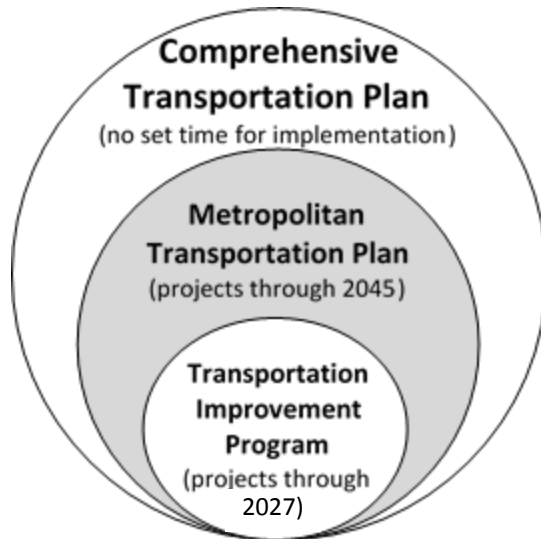 Comprehensive
Transportation Plan
(no set time for implementation)
Metropolitan
Transportation Plan
(projects through 2045)
Transportation
Improvement
Program
(projects through
2027)